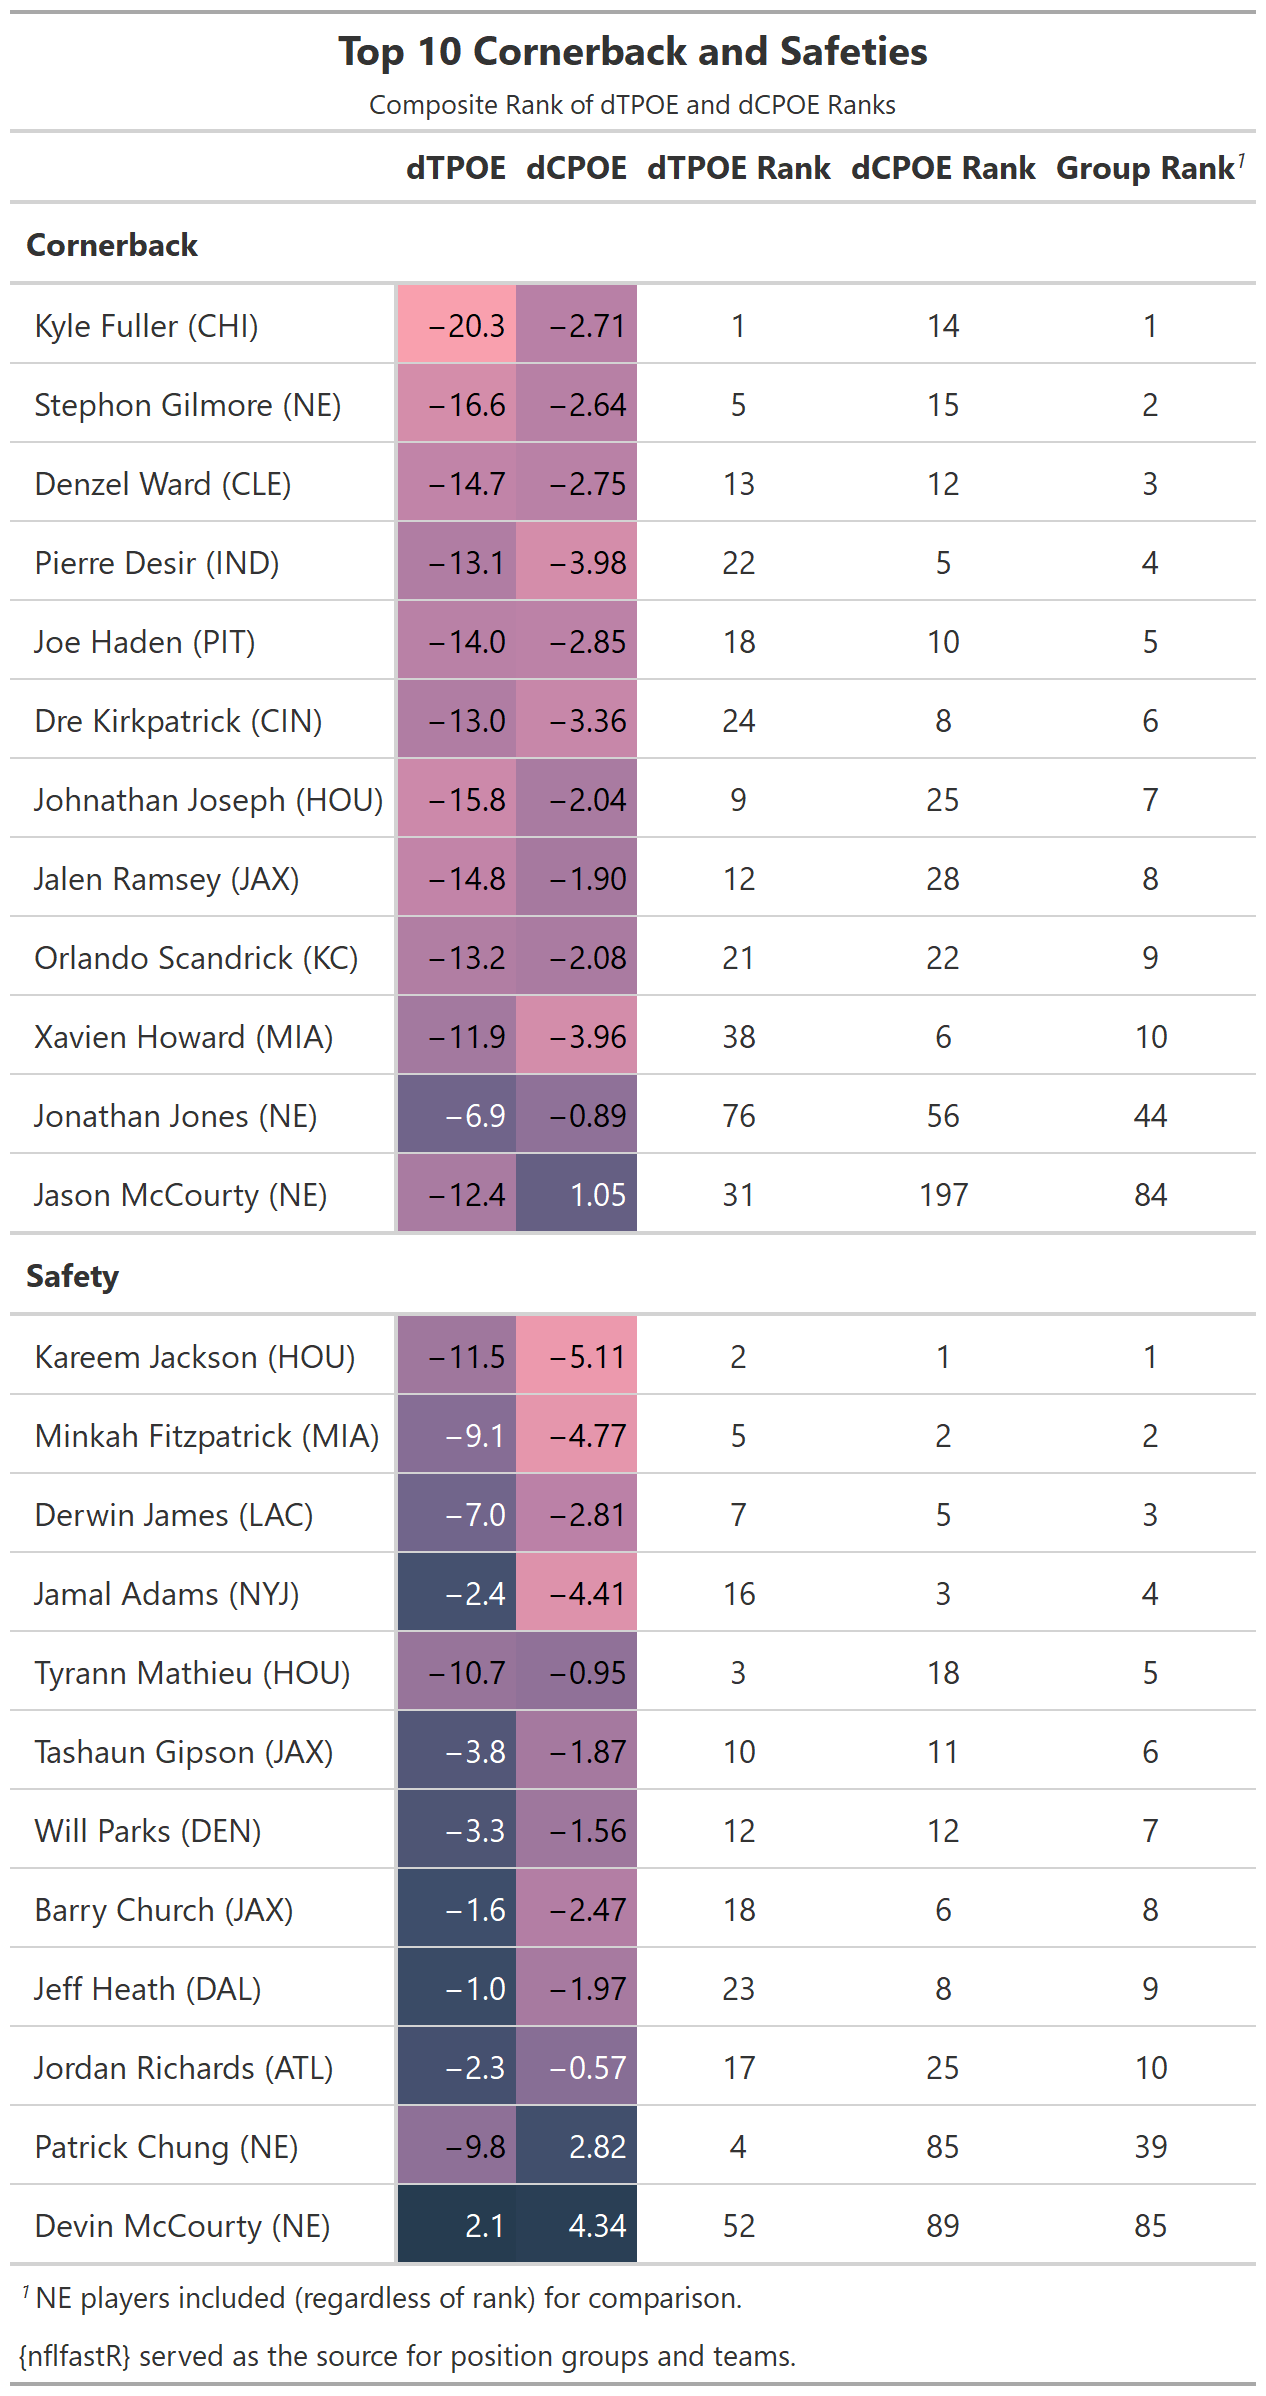 Top 10 Cornerback and Safeties
Composite Rank of dTPOE and dCPOE Ranks
dTPOE dCPOE dTPOE Rank dCPOE Rank Group Rank1
Cornerback
Kyle Fuller (CHI) −20.3 −2.71 1 14 1
Stephon Gilmore (NE) −16.6 −2.64 5 15 2
Denzel Ward (CLE) −14.7 −2.75 13 12 3
Pierre Desir (IND) −13.1 −3.98 22 5 4
Joe Haden (PIT) −14.0 −2.85 18 10 5
Dre Kirkpatrick (CIN) −13.0 −3.36 24 8 6
Johnathan Joseph (HOU) −15.8 −2.04 9 25 7
Jalen Ramsey (JAX) −14.8 −1.90 12 28 8
Orlando Scandrick (KC) −13.2 −2.08 21 22 9
Xavien Howard (MIA) −11.9 −3.96 38 6 10
Jonathan Jones (NE) −6.9 −0.89 76 56 44
Jason McCourty (NE) −12.4 1.05 31 197 84
Safety
Kareem Jackson (HOU) −11.5 −5.11 2 1 1
Minkah Fitzpatrick (MIA) −9.1 −4.77 5 2 2
Derwin James (LAC) −7.0 −2.81 7 5 3
Jamal Adams (NYJ) −2.4 −4.41 16 3 4
Tyrann Mathieu (HOU) −10.7 −0.95 3 18 5
Tashaun Gipson (JAX) −3.8 −1.87 10 11 6
Will Parks (DEN) −3.3 −1.56 12 12 7
Barry Church (JAX) −1.6 −2.47 18 6 8
Jeff Heath (DAL) −1.0 −1.97 23 8 9
Jordan Richards (ATL) −2.3 −0.57 17 25 10
Patrick Chung (NE) −9.8 2.82 4 85 39
Devin McCourty (NE) 2.1 4.34 52 89 85
1 NE players included (regardless of rank) for comparison.
{nflfastR} served as the source for position groups and teams.